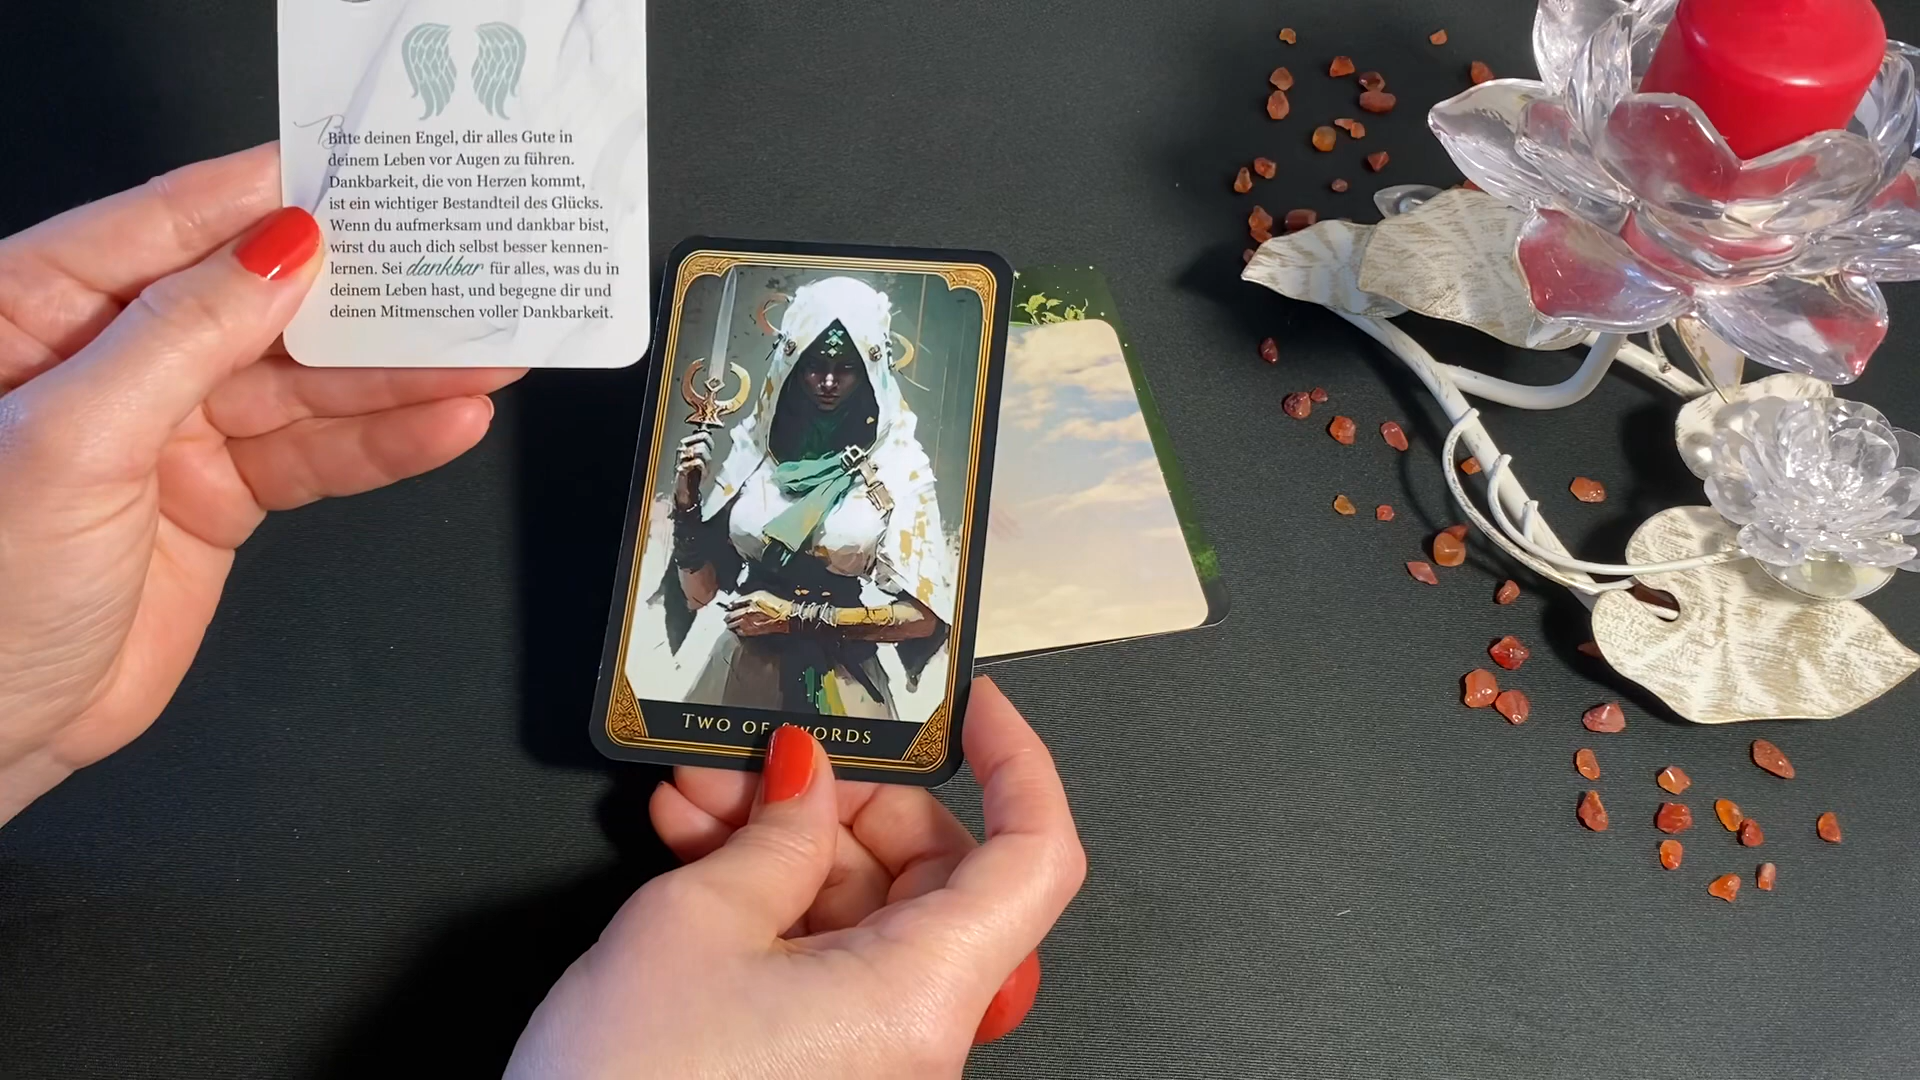 Bitte deinen Engel, dir alles Gute in
deinem Leben vor Augen zu führen.
Dankbarkeit, die von Herzen kommt,
ist ein wichtiger Bestandteil des Glücks.
Wenn du aufmerksam und dankbar bist,
wirst du auch dich selbst besser kennen-
lernen. Sei dankbar für alles, was du in
deinem Leben hast, und begegne dir und
deinen Mitmenschen voller Dankbarkeit.
TWO OF SWORDS